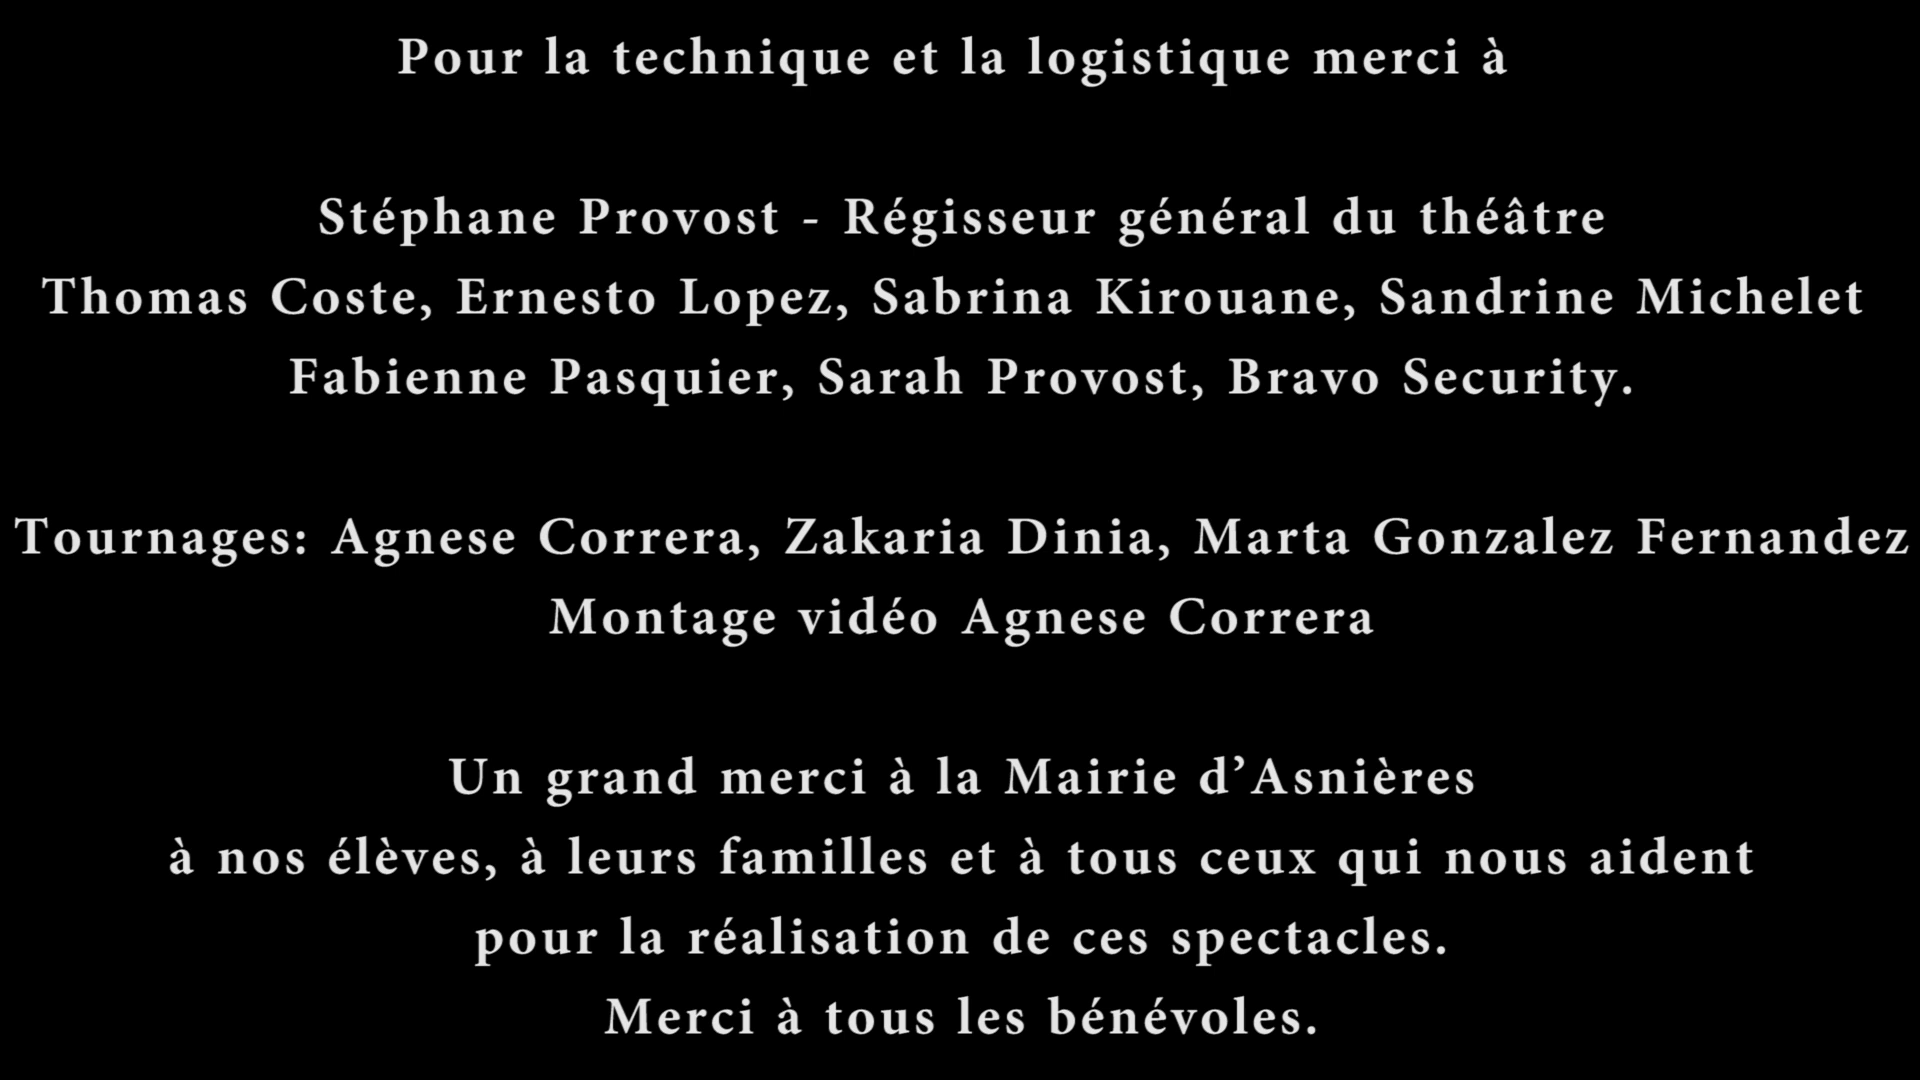 Pour la technique et la logistique merci à
Stéphane Provost - Régisseur général du théâtre
Thomas Coste, Ernesto Lopez, Sabrina Kirouane, Sandrine Michelet
Fabienne Pasquier, Sarah Provost, Bravo Security.
Tournages: Agnese Correra, Zakaria Dinia, Marta Gonzalez Fernandez
Montage vidéo Agnese Correra
Un grand merci à la Mairie d’Asnières
à nos élèves, à leurs familles et à tous ceux qui nous aident
pour la réalisation de ces spectacles.
Merci à tous les bénévoles.